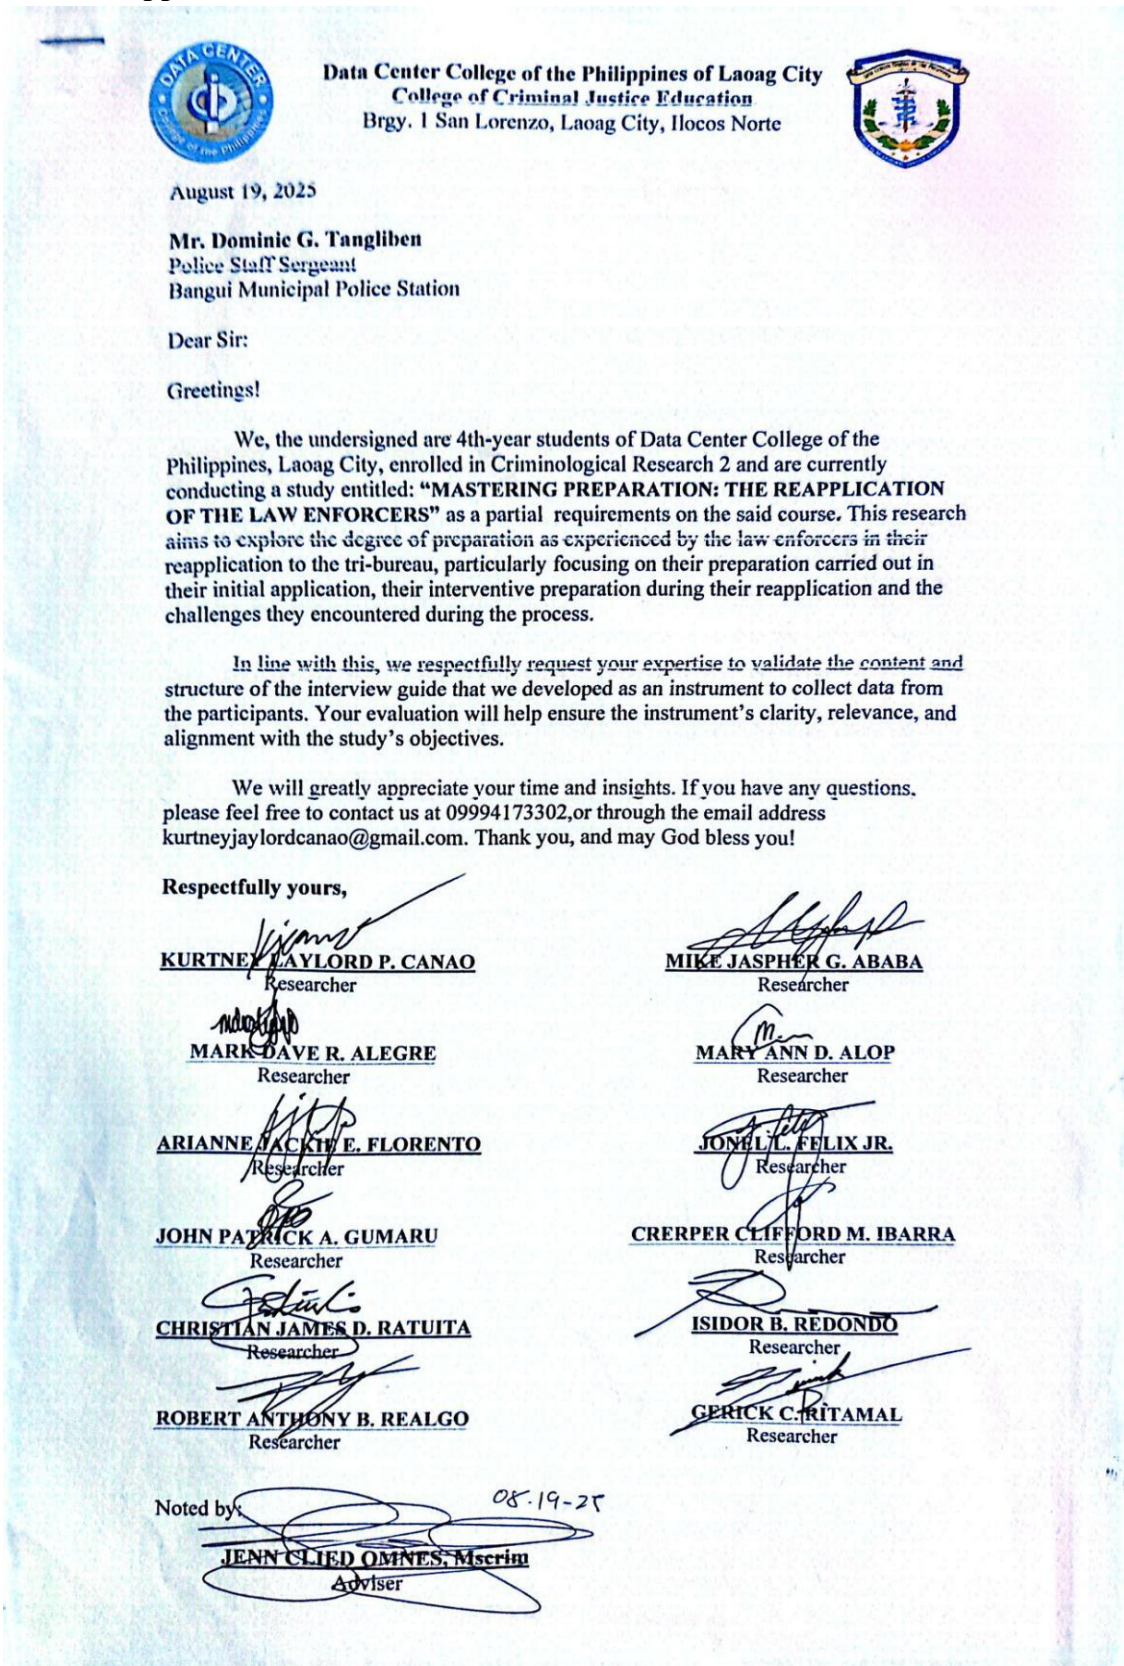 DATA CENTER
College of the Philippines
Data Center College of the Philippines of Laoag City
College of Criminal Justice Education
Brgy. 1 San Lorenzo, Laoag City, Ilocos Norte
August 19, 2025
Mr. Dominic G. Tangliben
Police Staff Sergeant
Bangui Municipal Police Station
Dear Sir:
Greetings!
We, the undersigned are 4th-year students of Data Center College of the
Philippines, Laoag City, enrolled in Criminological Research 2 and are currently
conducting a study entitled: “MASTERING PREPARATION: THE REAPPLICATION
OF THE LAW ENFORCERS” as a partial requirements on the said course. This research
aims to explore the degree of preparation as experienced by the law enforcers in their
reapplication to the tri-bureau, particularly focusing on their preparation carried out in
their initial application, their interventive preparation during their reapplication and the
challenges they encountered during the process.
In line with this, we respectfully request your expertise to validate the content and
structure of the interview guide that we developed as an instrument to collect data from
the participants. Your evaluation will help ensure the instrument’s clarity, relevance, and
alignment with the study’s objectives.
We will greatly appreciate your time and insights. If you have any questions,
please feel free to contact us at 09994173302,or through the email address
kurtneyjaylordcanao@gmail.com. Thank you, and may God bless you!
Respectfully yours,
KURTNEY JAYLORD P. CANAO
Researcher
MIKE JASPHER G. ABABA
Researcher
MARK DAVE R. ALEGRE
Researcher
MARY ANN D. ALOP
Researcher
ARIANNE JACKIE E. FLORENTO
Researcher
JONEL L. FELIX JR.
Researcher
JOHN PATRICK A. GUMARU
Researcher
CRERPER CLIFFORD M. IBARRA
Researcher
CHRISTIAN JAMES D. RATUITA
Researcher
ISIDOR B. REDONDO
Researcher
ROBERT ANTHONY B. REALGO
Researcher
GERICK C. RITAMAL
Researcher
Noted by:
08-19-25
JENN CLIED OMNES, Mscrim
Adviser